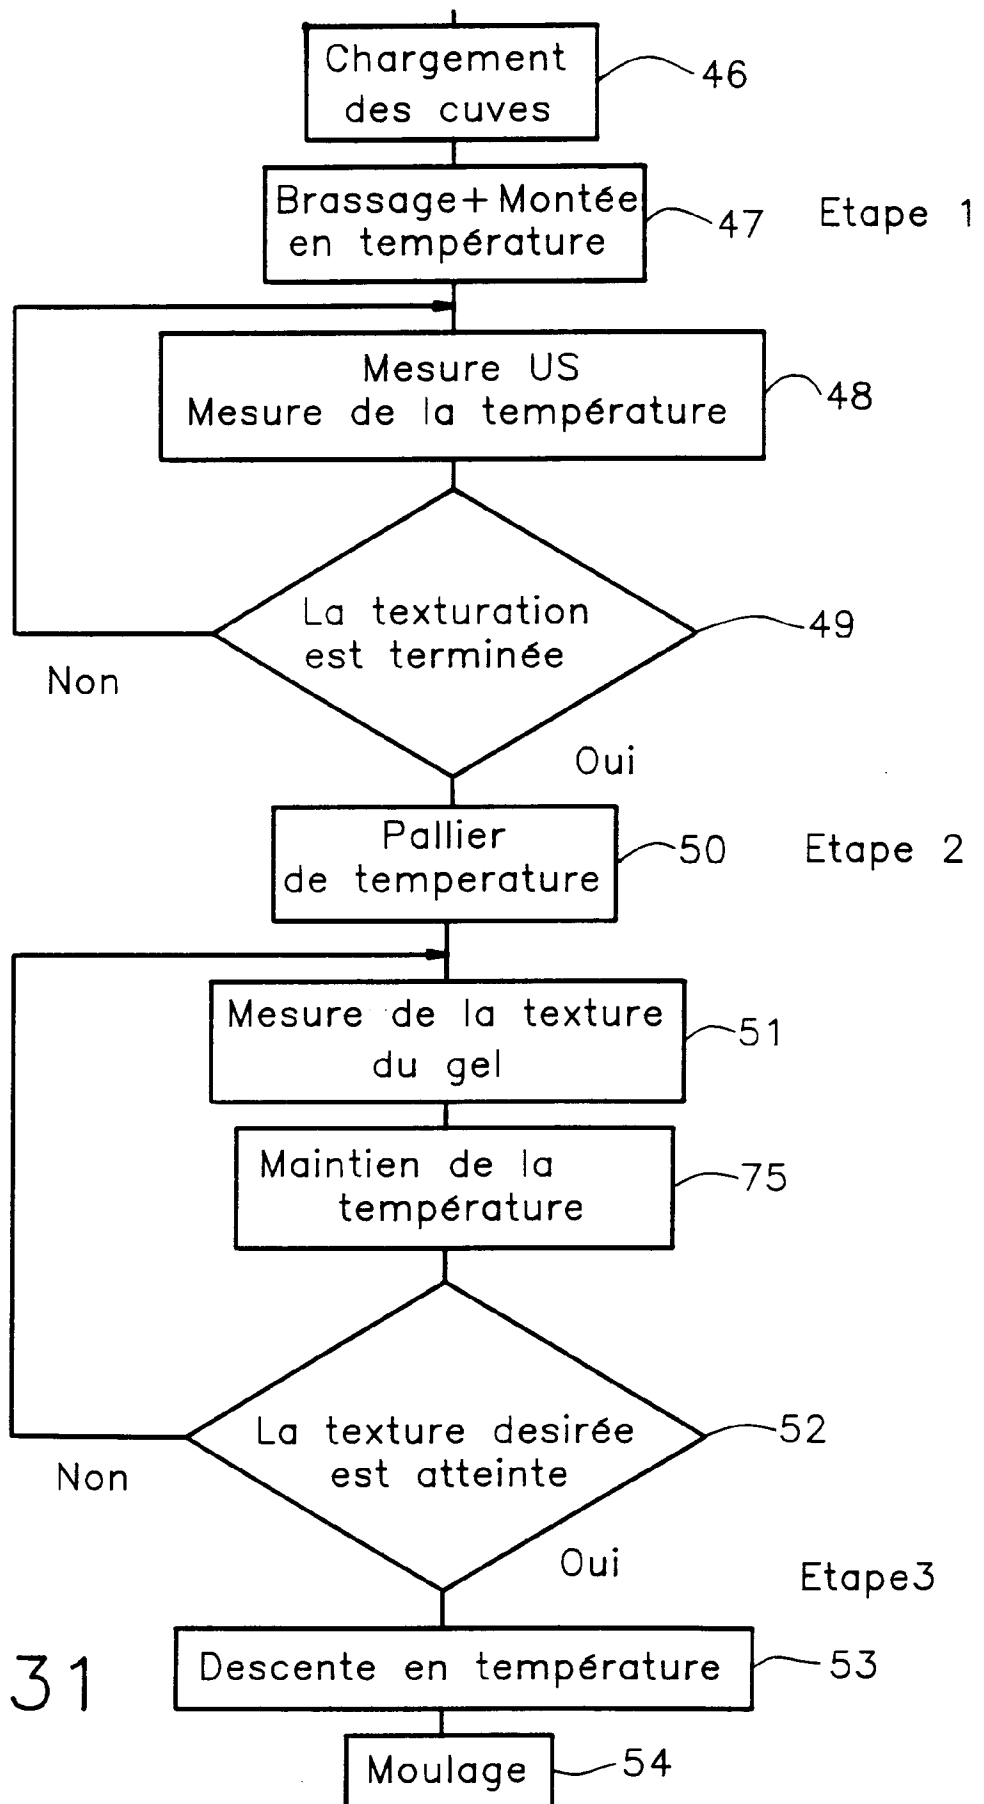 Chargement
des cuves
46
Brassage+Montée
en température
47
Etape 1
Mesure US
Mesure de la température
48
La texturation
est terminée
49
Non
Oui
Pallier
de temperature
50
Etape 2
Mesure de la texture
du gel
51
Maintien de la
température
75
La texture desirée
est atteinte
52
Non
Oui
Etape3
Descente en température
53
31
Moulage
54